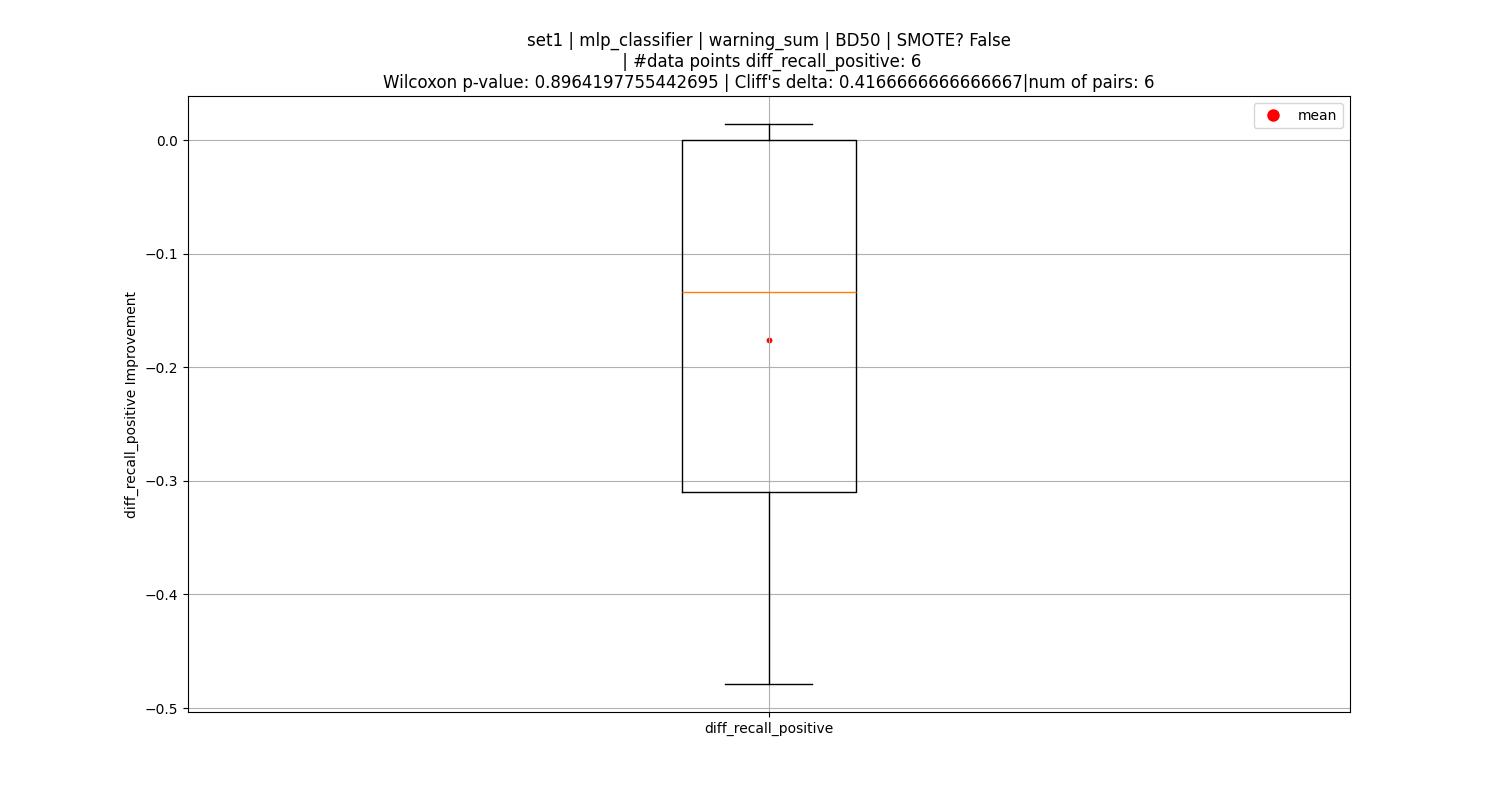 set1 | mlp_classifier | warning_sum | BD50 | SMOTE? False
| #data points diff_recall_positive: 6
Wilcoxon p-value: 0.8964197755442695 | Cliff's delta: 0.4166666666666667|num of pairs: 6
mean
0.0
−0.1
−0.2
−0.3
−0.4
−0.5
diff_recall_positive Improvement
diff_recall_positive